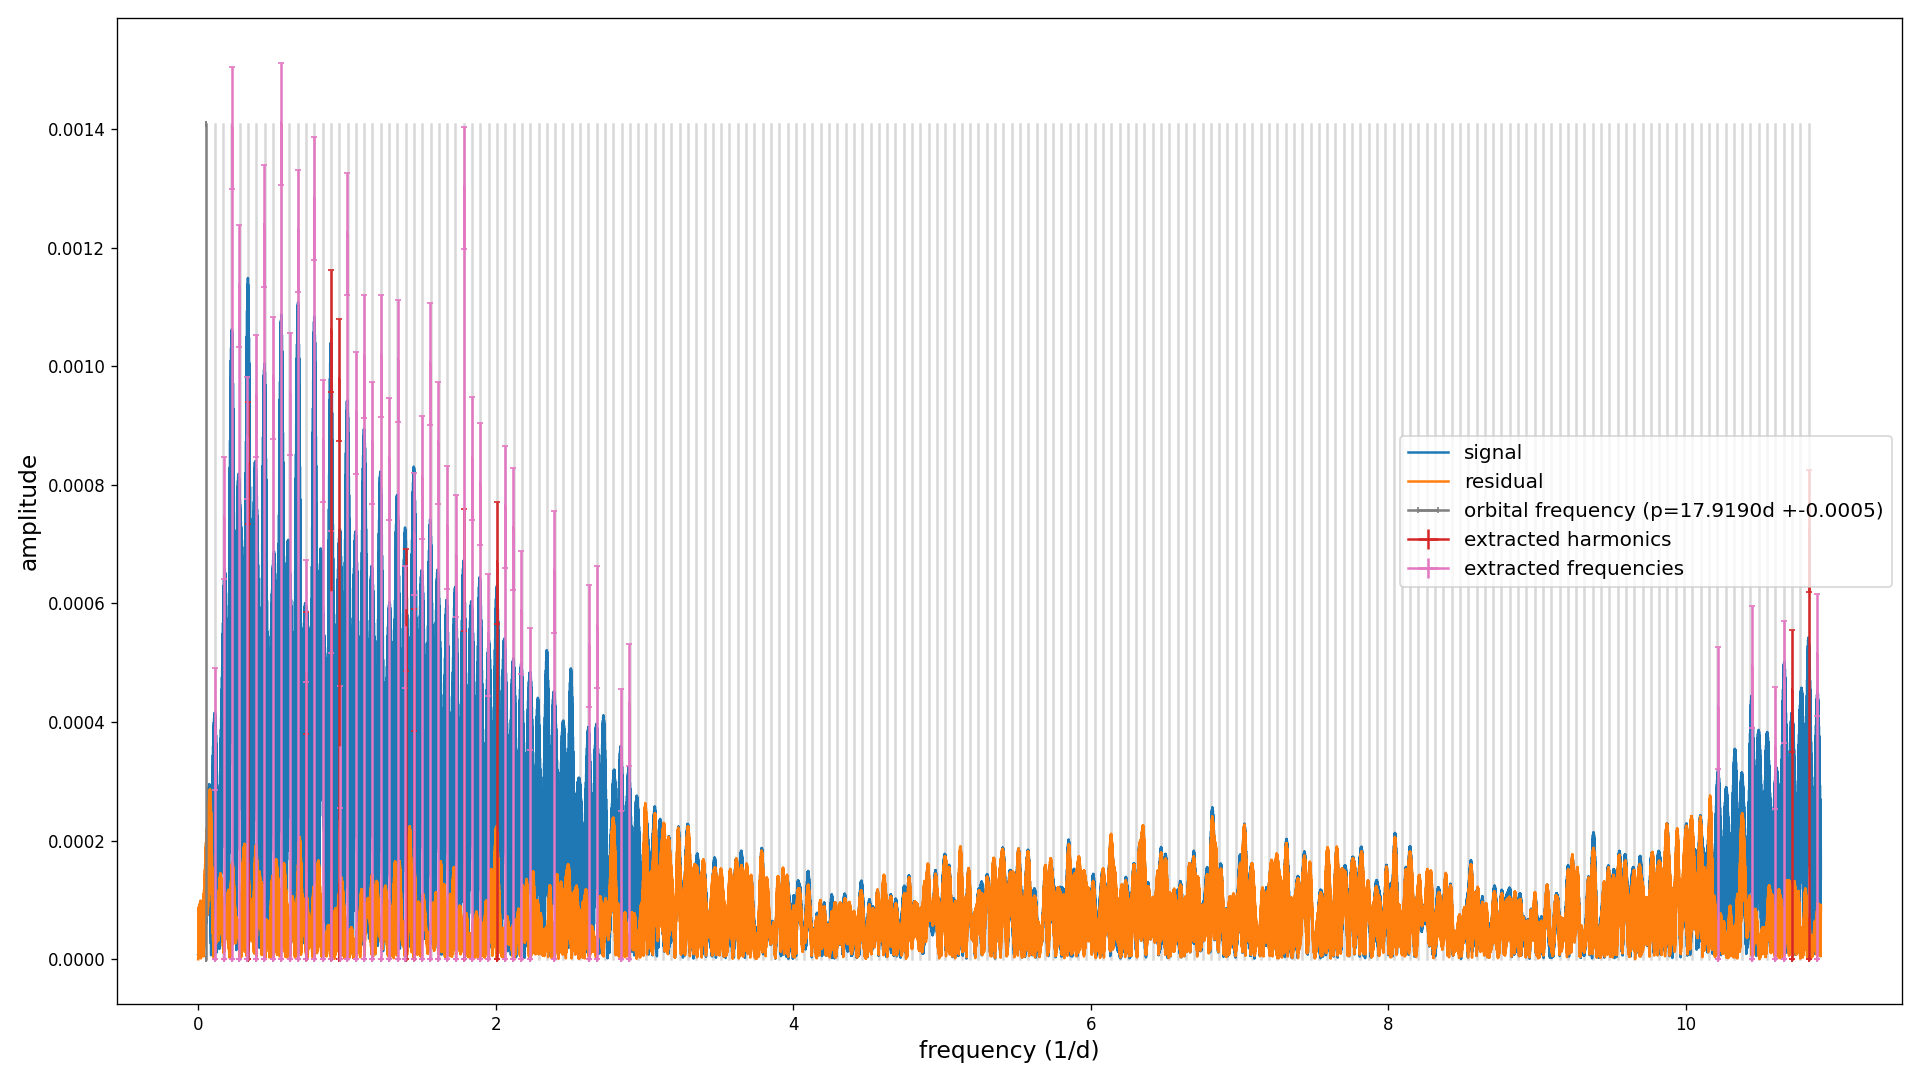 0.0014
0.0012
0.0010
0.0008
0.0006
0.0004
0.0002
0.0000
amplitude
0
2
4
6
8
10
frequency (1/d)
signal
residual
orbital frequency (p=17.9190d +-0.0005)
extracted harmonics
extracted frequencies